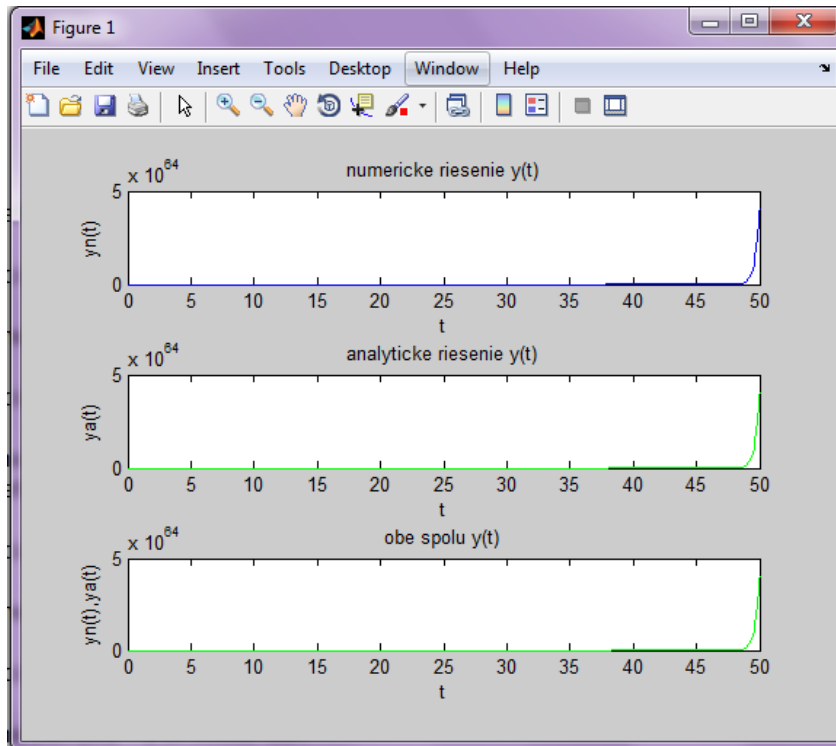 Figure 1
File Edit View Insert Tools Desktop Window Help
numericke riesenie y(t)
x 10^64
5
0
yn(t)
0 5 10 15 20 25 30 35 40 45 50
t
analyticke riesenie y(t)
x 10^64
5
0
ya(t)
0 5 10 15 20 25 30 35 40 45 50
t
obe spolu y(t)
x 10^64
5
0
yn(t),ya(t)
0 5 10 15 20 25 30 35 40 45 50
t